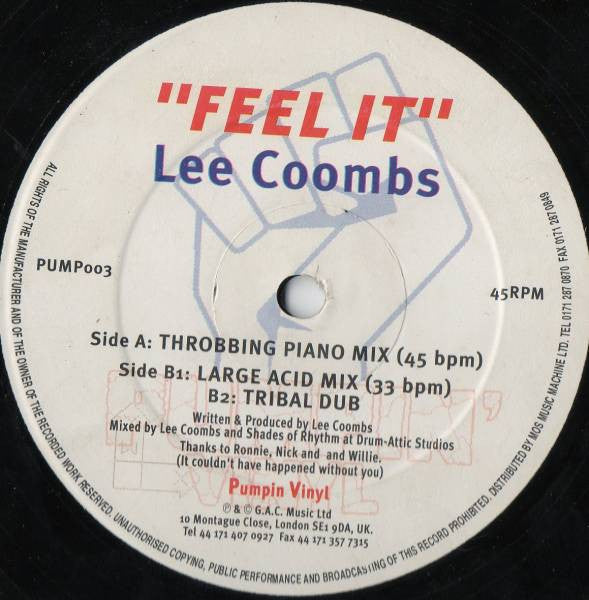 "FEEL IT"
Lee Coombs
PUMP003
45RPM
Side A: THROBBING PIANO MIX (45 bpm)
Side B1: LARGE ACID MIX (33 bpm)
B2: TRIBAL DUB
Written & Produced by Lee Coombs
Mixed by Lee Coombs and Shades of Rhythm at Drum-Attic Studios
Thanks to Ronnie, Nick and and Willie.
(It couldn't have happened without you)
Pumpin Vinyl
℗ & © G.A.C. Music Ltd
10 Montague Close, London SE1 9DA, UK.
Tel 44 171 407 0927 Fax 44 171 357 7315
ALL RIGHTS OF THE MANUFACTURER AND OF THE OWNER OF THE RECORDED WORK RESERVED. UNAUTHORISED COPYING, PUBLIC PERFORMANCE AND BROADCASTING OF THIS RECORD PROHIBITED. DISTRIBUTED BY MOS MUSIC MACHINE LTD. TEL 0171 287 0870 FAX 0171 287 0849
PUMPIN'
VINYL